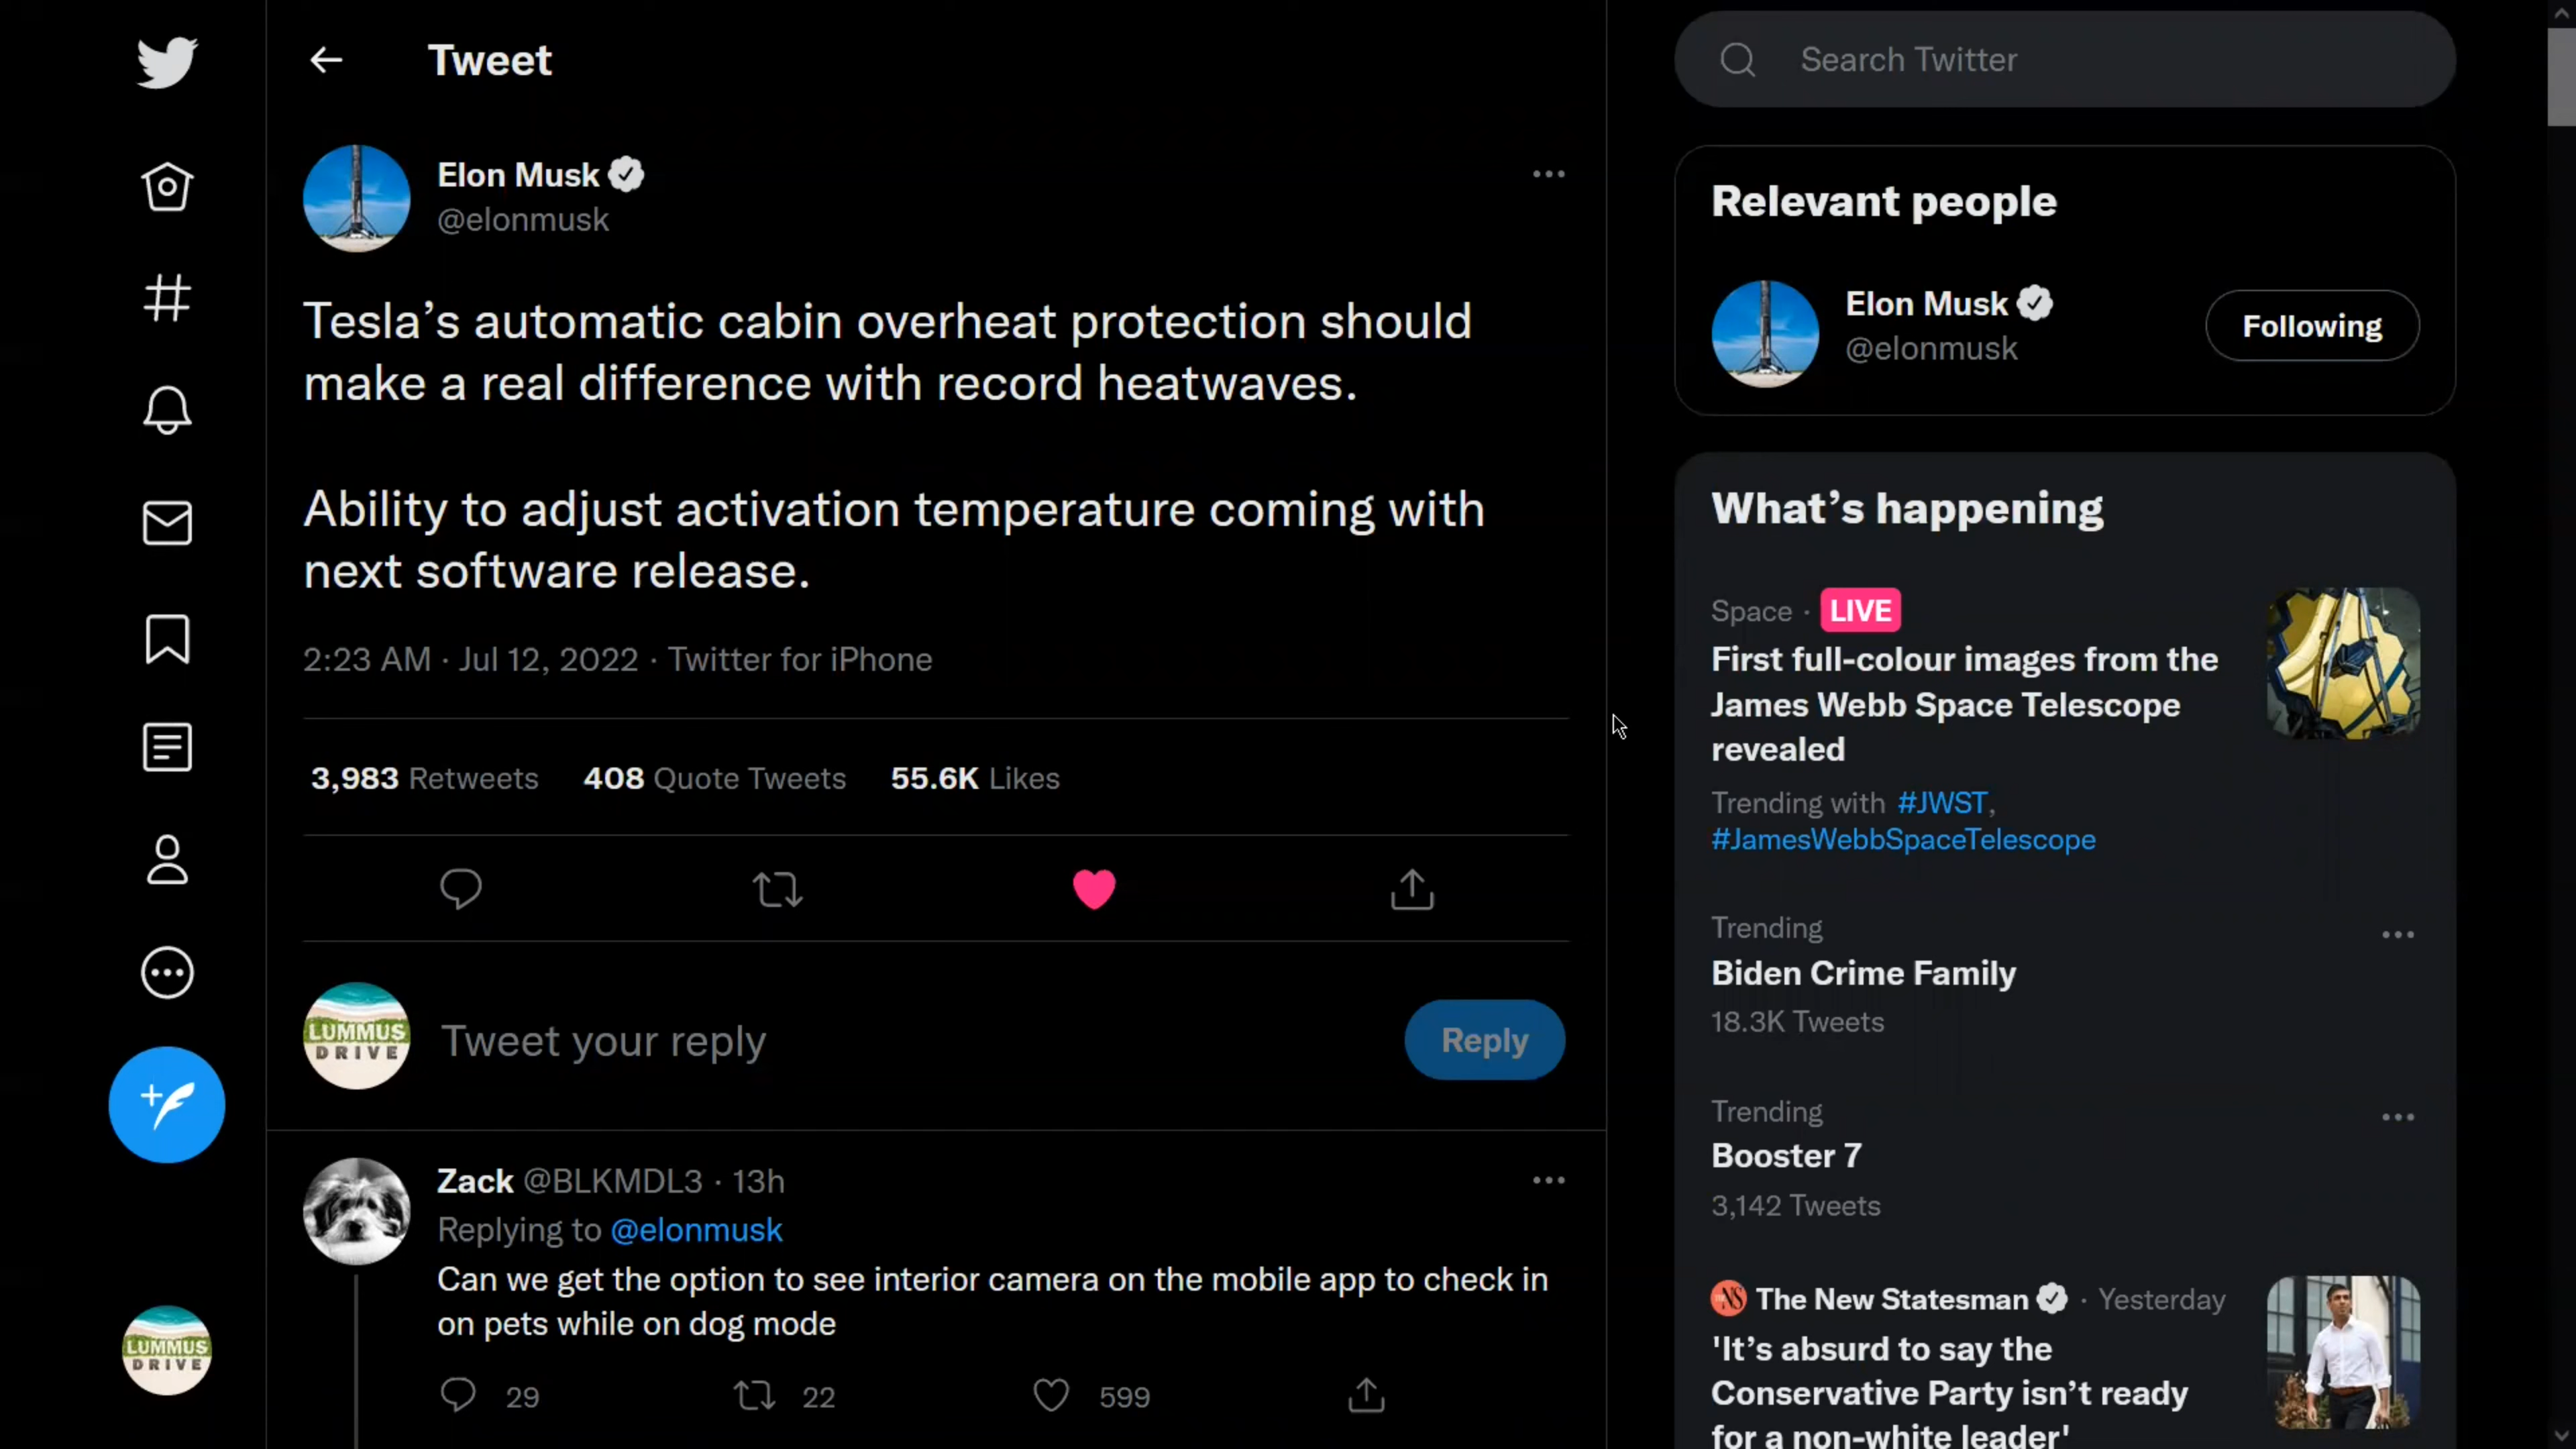 Tweet
Elon Musk
@elonmusk
Tesla’s automatic cabin overheat protection should
make a real difference with record heatwaves.
Ability to adjust activation temperature coming with
next software release.
2:23 AM · Jul 12, 2022 · Twitter for iPhone
3,983 Retweets 408 Quote Tweets 55.6K Likes
LUMMUS
DRIVE
Tweet your reply
Reply
Zack @BLKMDL3 · 13h
Replying to @elonmusk
Can we get the option to see interior camera on the mobile app to check in
on pets while on dog mode
29 22 599
LUMMUS
DRIVE
Search Twitter
Relevant people
Elon Musk
@elonmusk
Following
What’s happening
Space · LIVE
First full-colour images from the
James Webb Space Telescope
revealed
Trending with #JWST,
#JamesWebbSpaceTelescope
Trending
Biden Crime Family
18.3K Tweets
Trending
Booster 7
3,142 Tweets
NS The New Statesman · Yesterday
'It’s absurd to say the
Conservative Party isn’t ready
for a non-white leader'